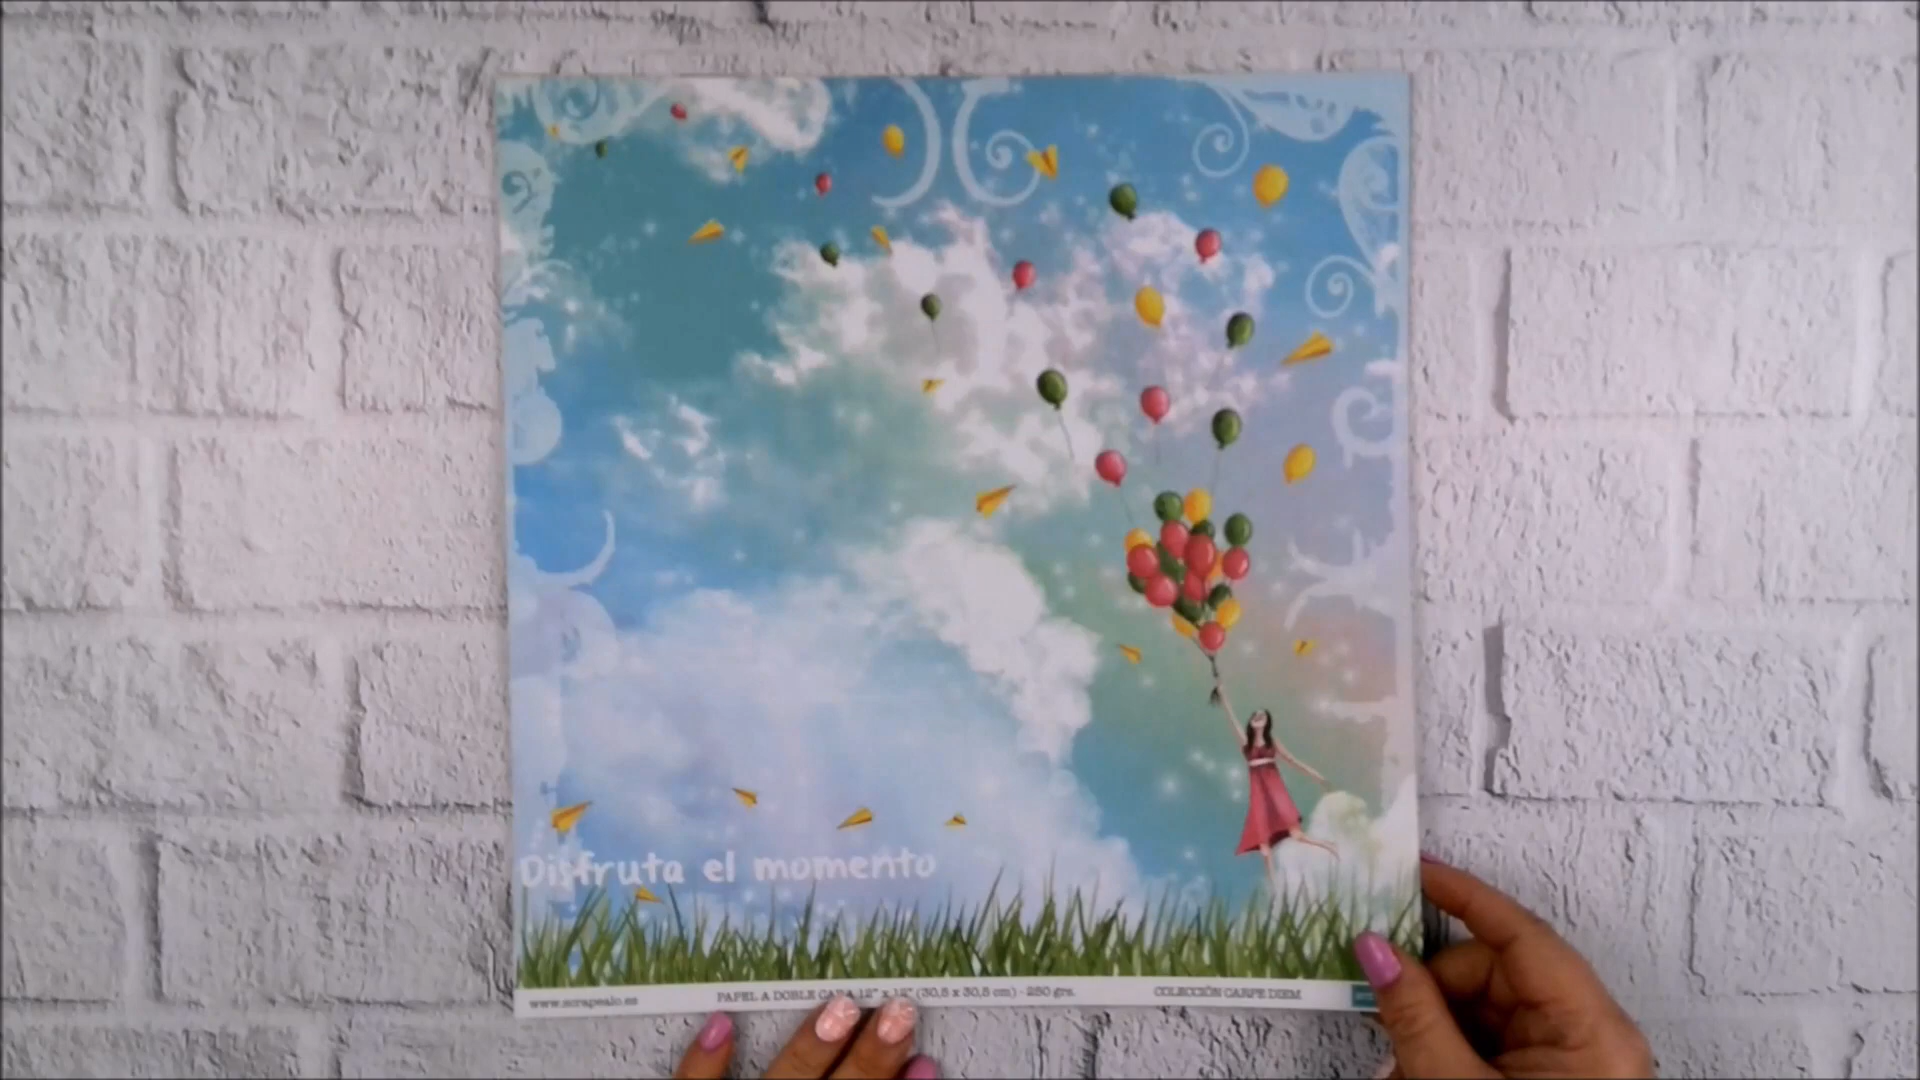 Disfruta el momento
www.scrapealo.es PAPEL A DOBLE CARA 12" x 12" (30,5 x 30,5 cm) - 250 grs. COLECCIÓN CARPE DIEM